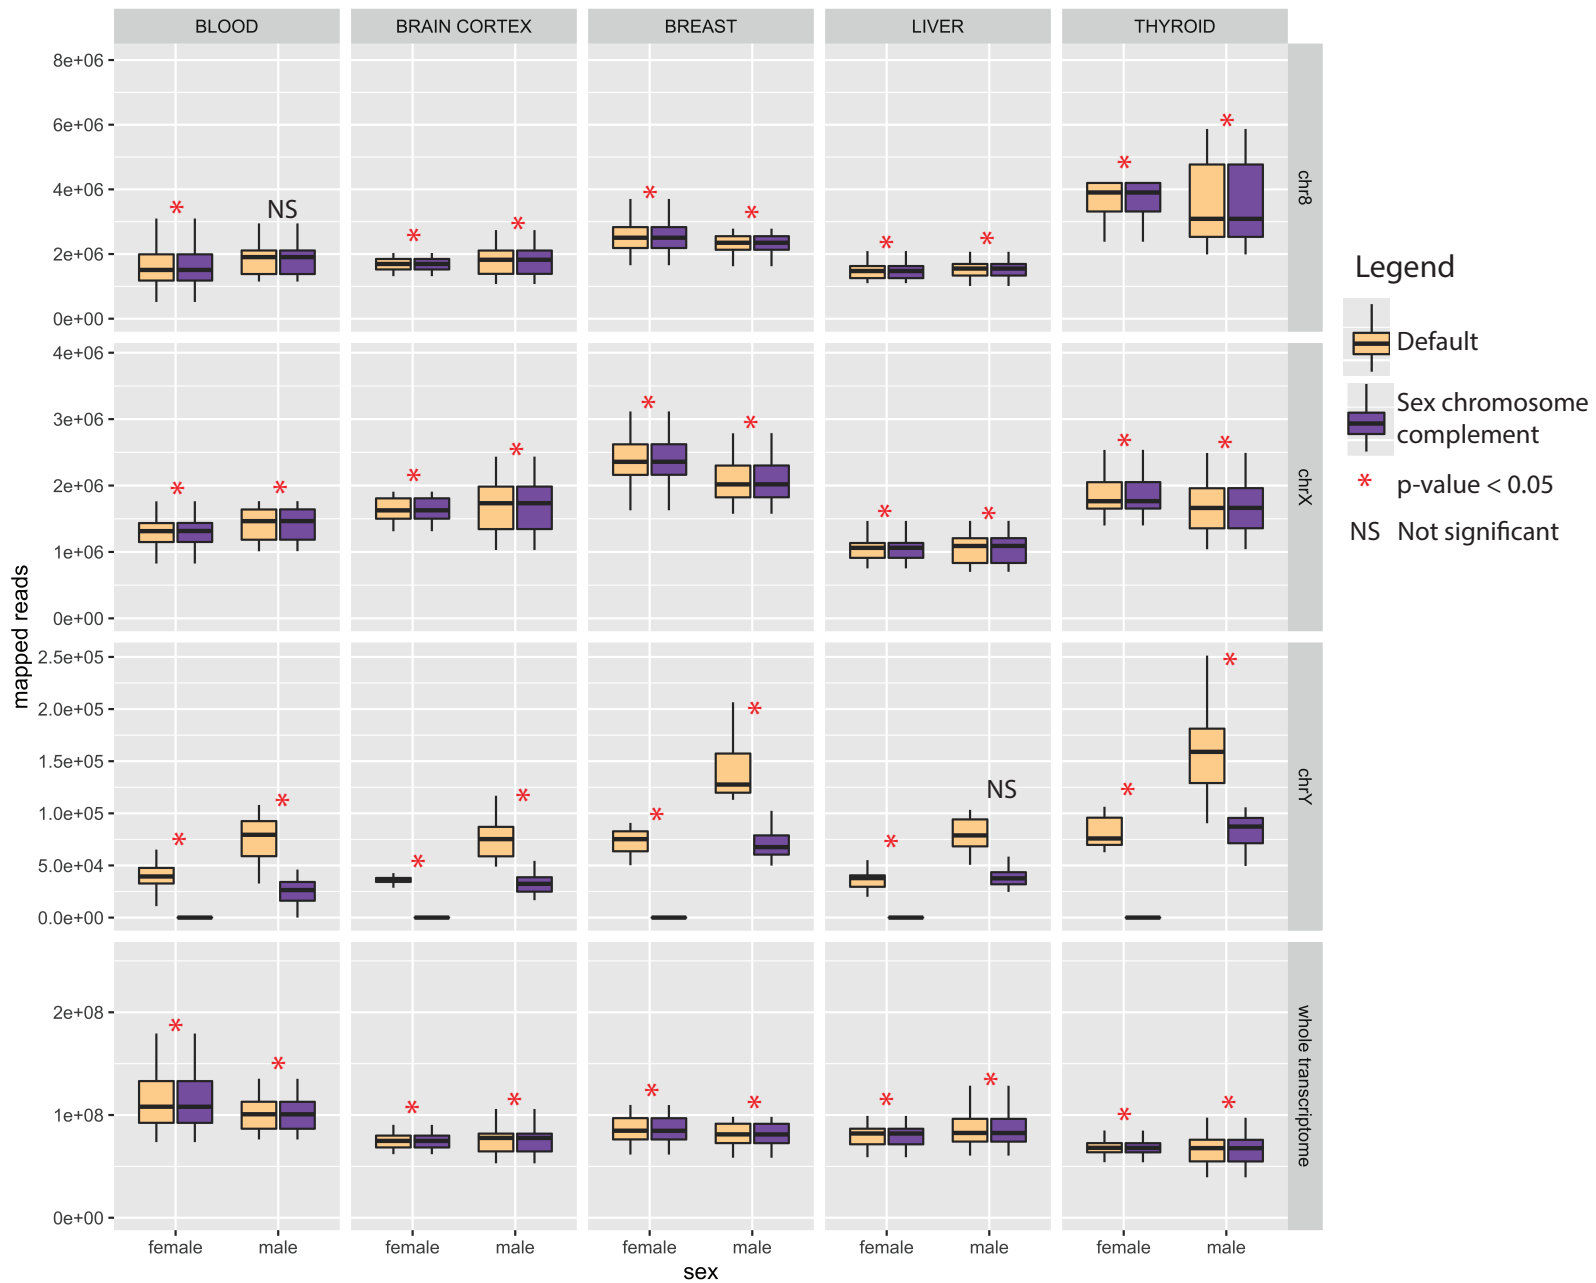 BLOOD BRAIN CORTEX BREAST LIVER THYROID
8e+06
6e+06
4e+06
2e+06
0e+00
* NS * * * * * * * *
chr8
4e+06
3e+06
2e+06
1e+06
0e+00
* * * * * * * * * *
chrX
2.5e+05
2.0e+05
1.5e+05
1.0e+05
5.0e+04
0.0e+00
* * * * * * * NS * *
chrY
2e+08
1e+08
0e+00
* * * * * * * * * *
whole transcriptome
mapped reads
female male female male female male female male female male
sex
Legend
Default
Sex chromosome
complement
* p-value < 0.05
NS Not significant